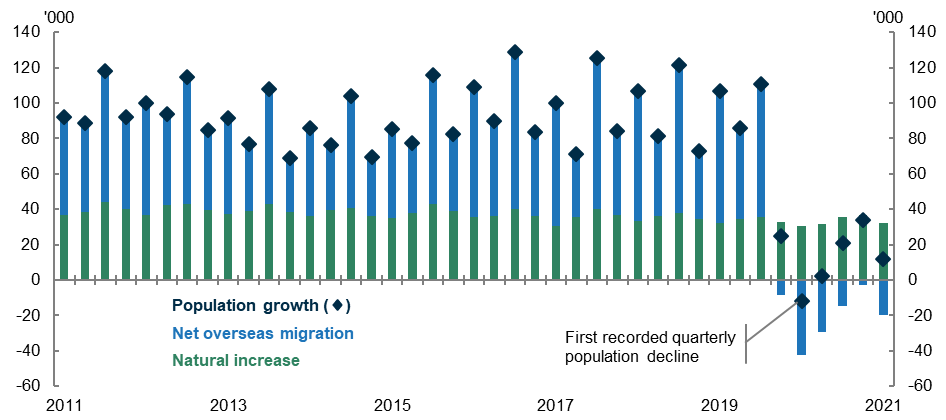 '000 '000
140 140
120 120
100 100
80 80
60 60
40 40
20 20
0 0
-20 -20
-40 -40
-60 -60
Population growth (◆)
Net overseas migration
Natural increase
First recorded quarterly
population decline
2011 2013 2015 2017 2019 2021